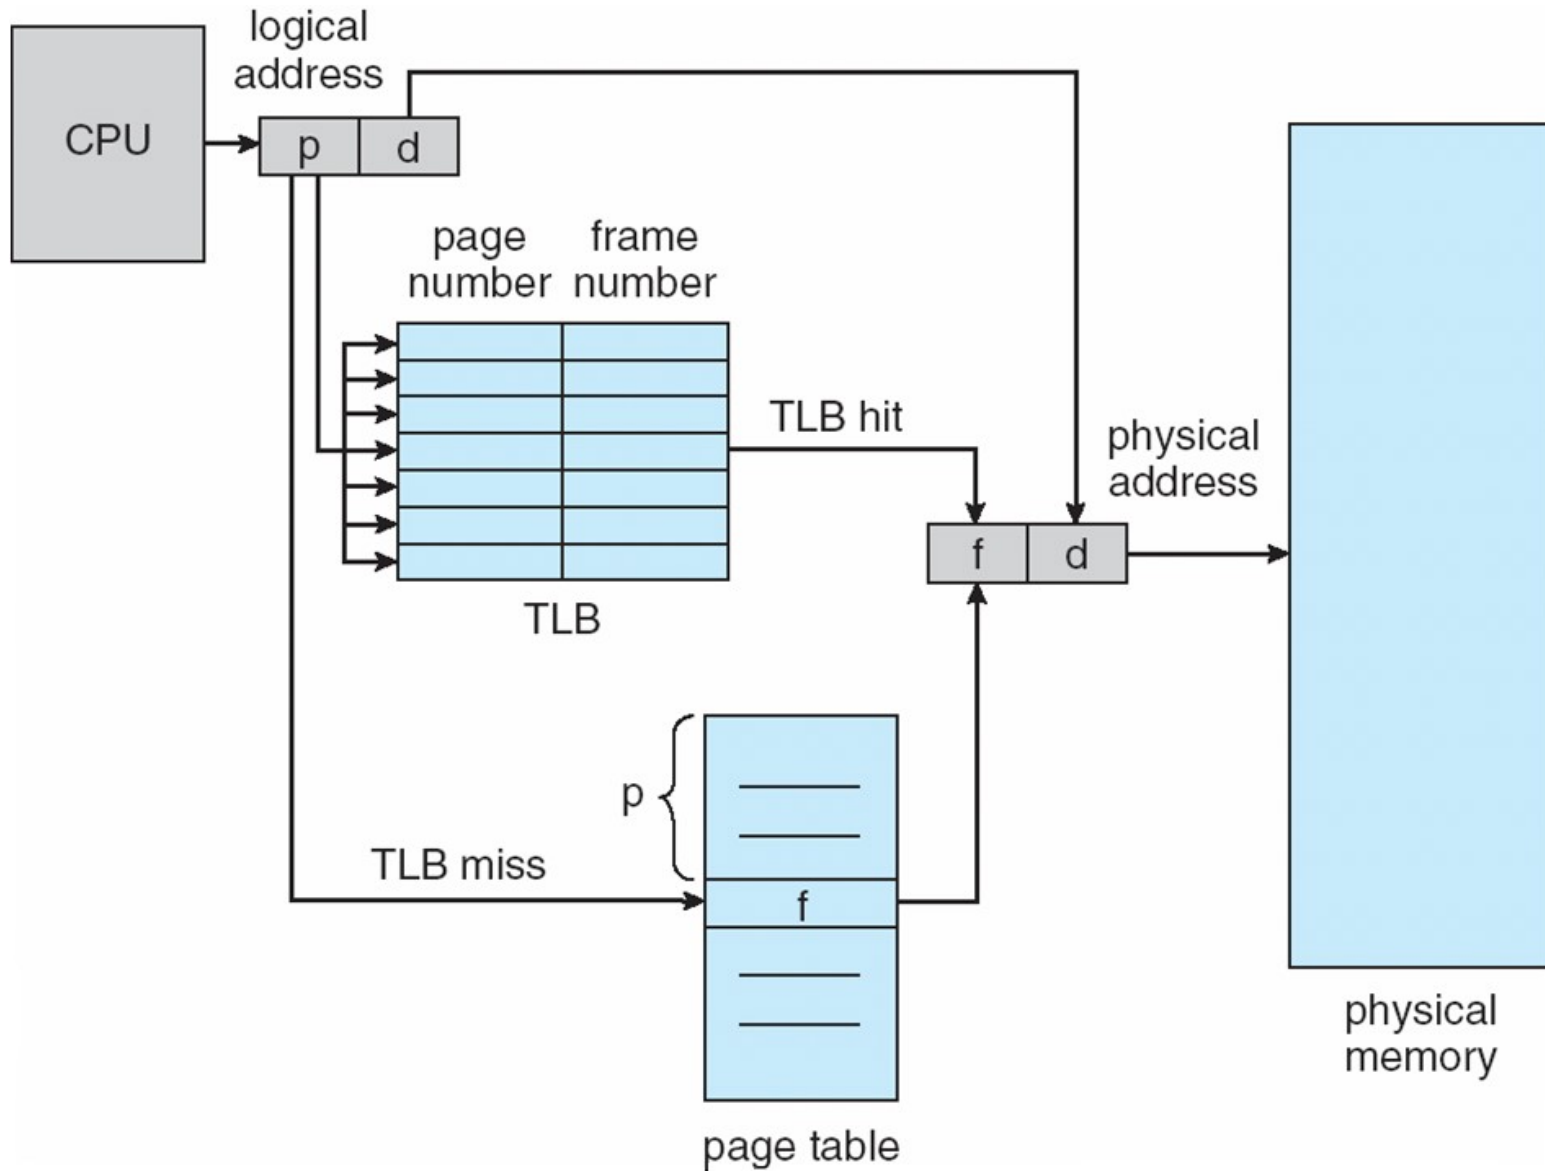 logical
address
CPU
p
d
page
number
frame
number
TLB hit
physical
address
f
d
TLB
p
TLB miss
f
physical
memory
page table